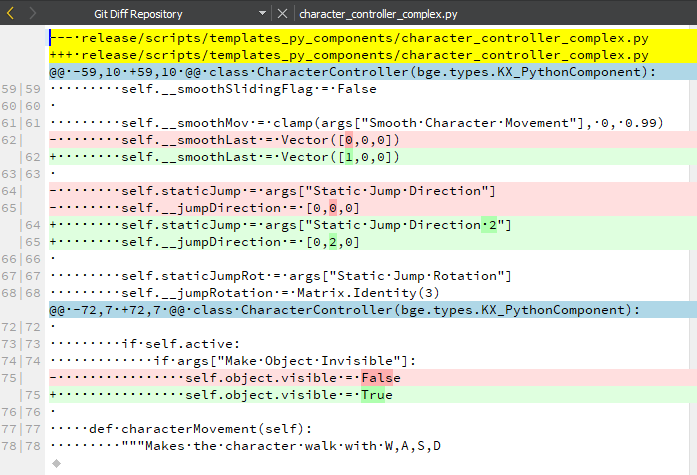 Git Diff Repository character_controller_complex.py
---·release/scripts/templates_py_components/character_controller_complex.py
+++·release/scripts/templates_py_components/character_controller_complex.py
@@·-59,10·+59,10·@@·class·CharacterController(bge.types.KX_PythonComponent):
59|59 ·········self.__smoothSlidingFlag·=·False
60|60 ·
61|61 ·········self.__smoothMov·=·clamp(args["Smooth·Character·Movement"],·0,·0.99)
62| -········self.__smoothLast·=·Vector([0,0,0])
|62 +········self.__smoothLast·=·Vector([1,0,0])
63|63 ·
64| -········self.staticJump·=·args["Static·Jump·Direction"]
65| -········self.__jumpDirection·=·[0,0,0]
|64 +········self.staticJump·=·args["Static·Jump·Direction·2"]
|65 +········self.__jumpDirection·=·[0,2,0]
66|66 ·
67|67 ·········self.staticJumpRot·=·args["Static·Jump·Rotation"]
68|68 ·········self.__jumpRotation·=·Matrix.Identity(3)
@@·-72,7·+72,7·@@·class·CharacterController(bge.types.KX_PythonComponent):
72|72 ·
73|73 ·········if·self.active:
74|74 ·············if·args["Make·Object·Invisible"]:
75| -················self.object.visible·=·False
|75 +················self.object.visible·=·True
76|76 ·
77|77 ·····def·characterMovement(self):
78|78 ·········"""Makes·the·character·walk·with·W,A,S,D